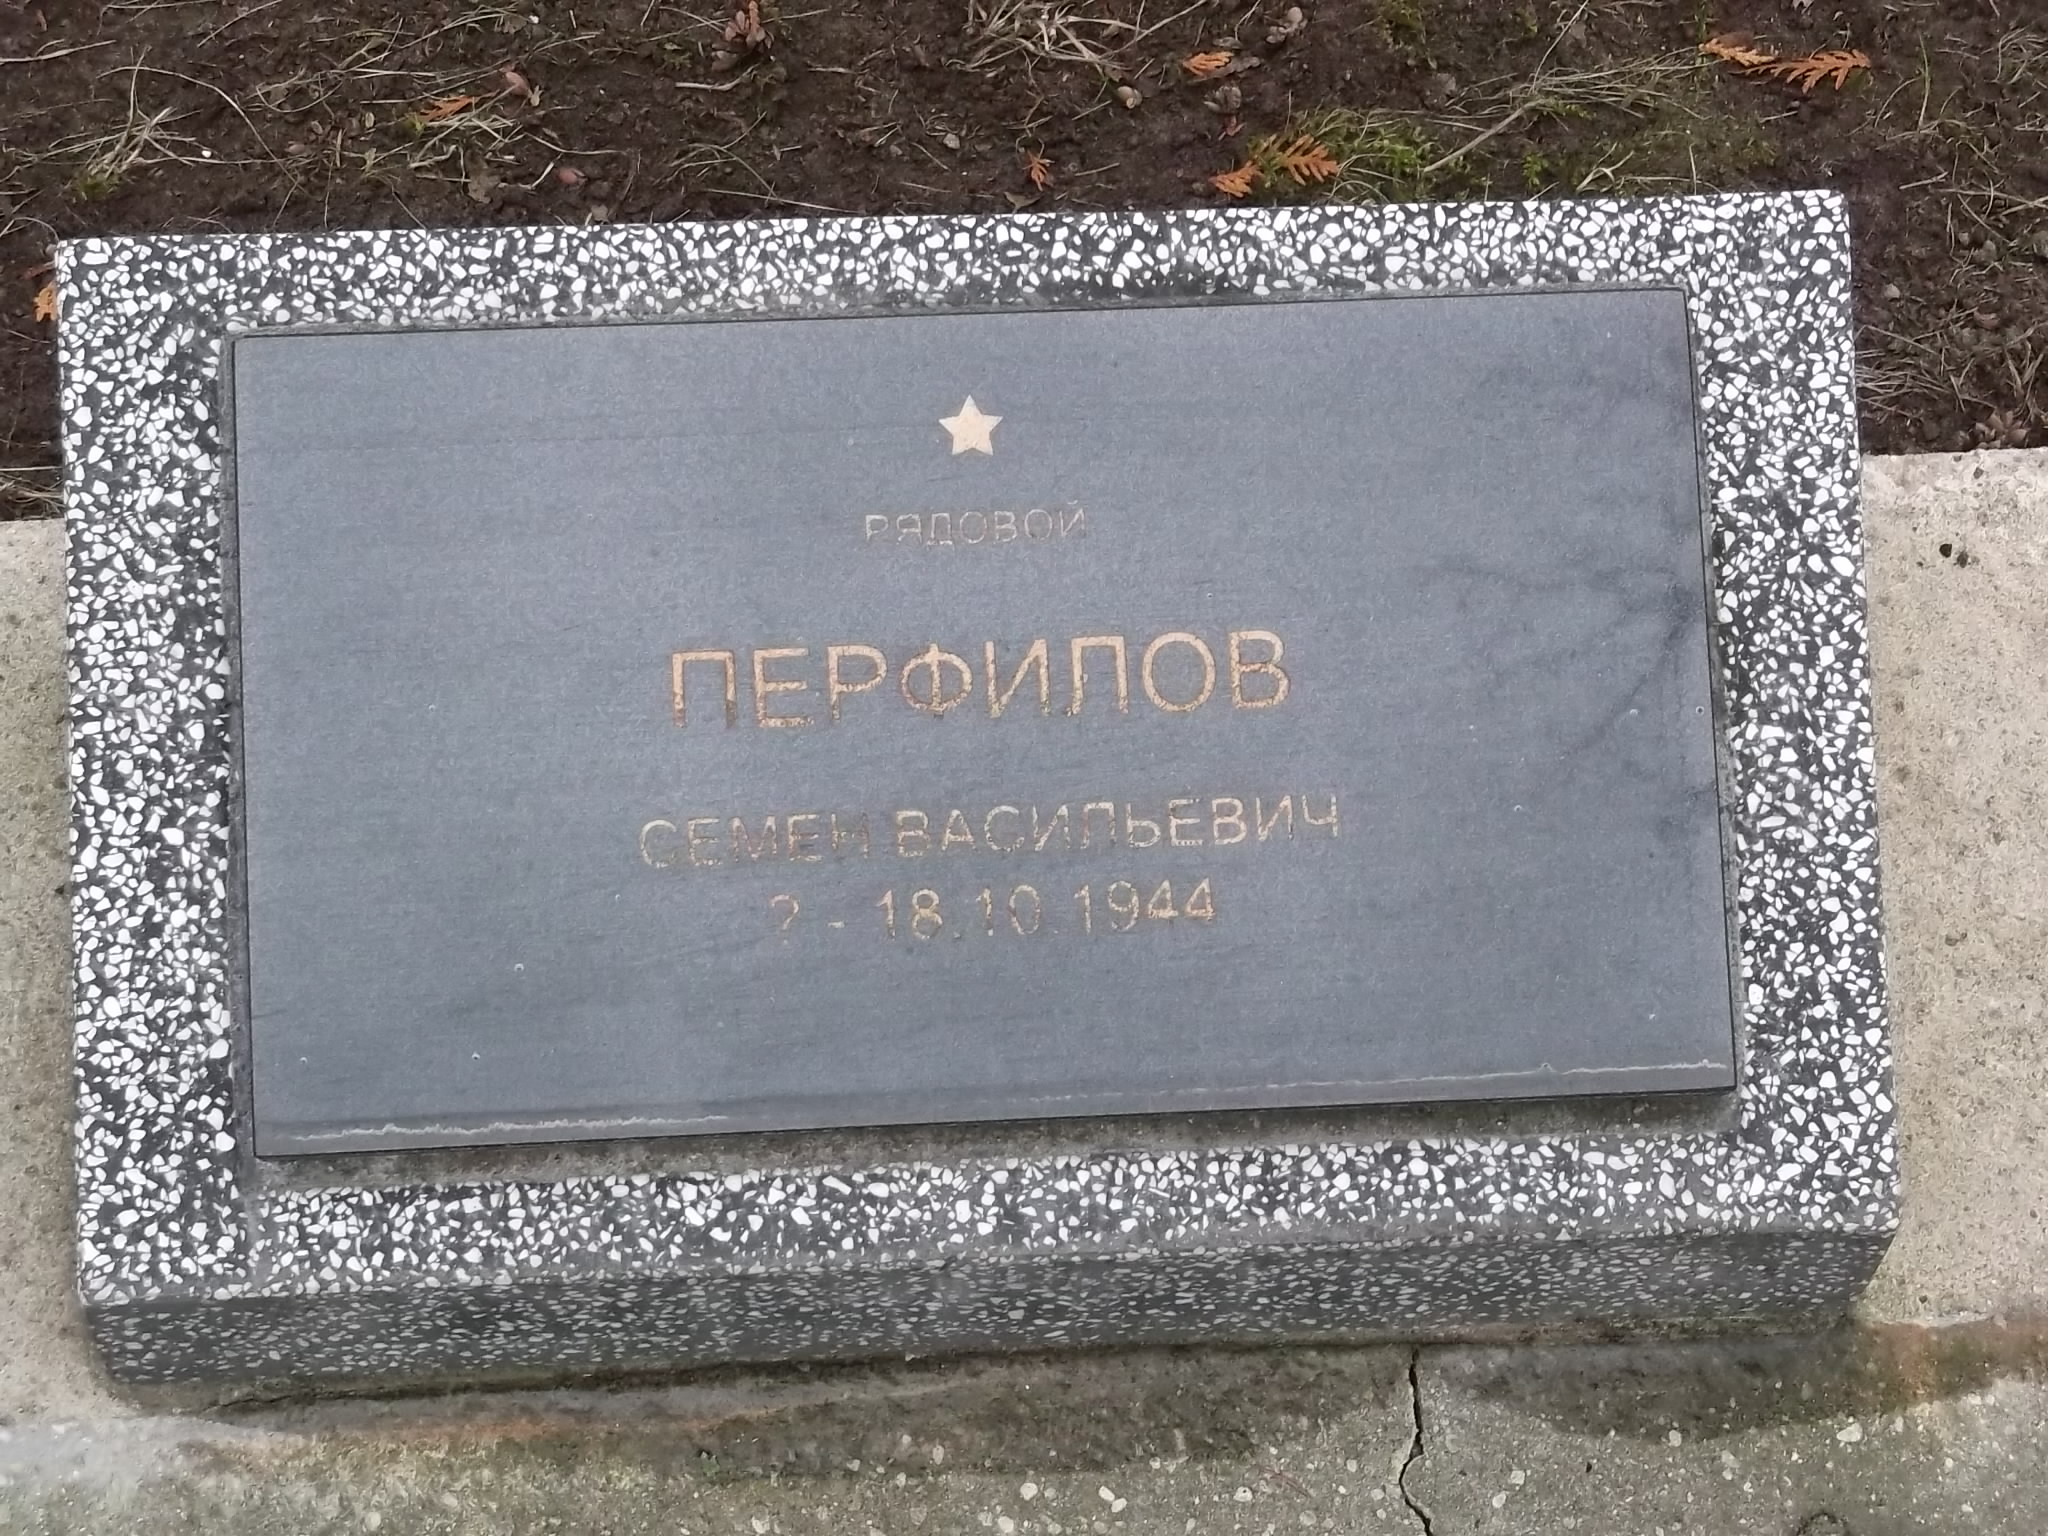 РЯДОВОЙ
ПЕРФИЛОВ
СЕМЕН ВАСИЛЬЕВИЧ
? - 18.10.1944